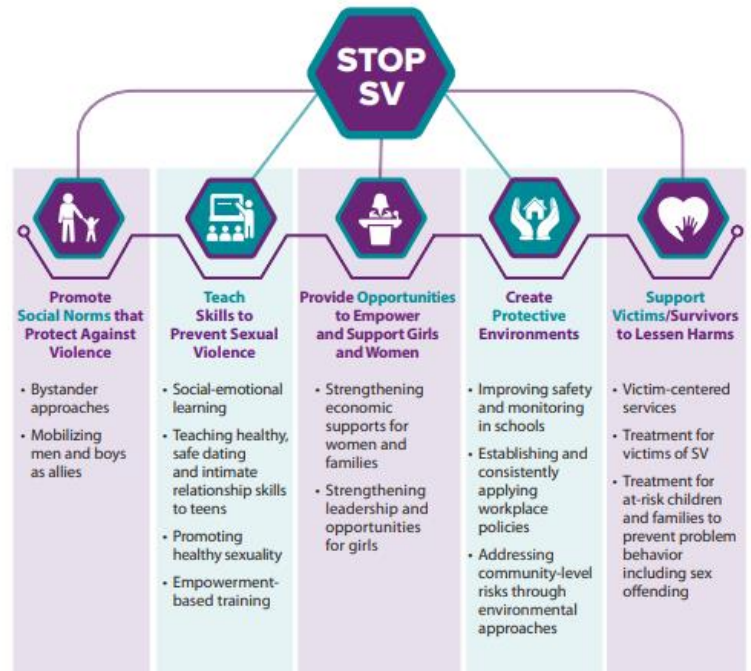 STOP
SV
Promote
Social Norms that
Protect Against
Violence
• Bystander
approaches
• Mobilizing
men and boys
as allies
Teach
Skills to
Prevent Sexual
Violence
• Social-emotional
learning
• Teaching healthy,
safe dating
and intimate
relationship skills
to teens
• Promoting
healthy sexuality
• Empowerment-
based training
Provide Opportunities
to Empower
and Support Girls
and Women
• Strengthening
economic
supports for
women and
families
• Strengthening
leadership and
opportunities
for girls
Create
Protective
Environments
• Improving safety
and monitoring
in schools
• Establishing and
consistently
applying
workplace
policies
• Addressing
community-level
risks through
environmental
approaches
Support
Victims/Survivors
to Lessen Harms
• Victim-centered
services
• Treatment for
victims of SV
• Treatment for
at-risk children
and families to
prevent problem
behavior
including sex
offending